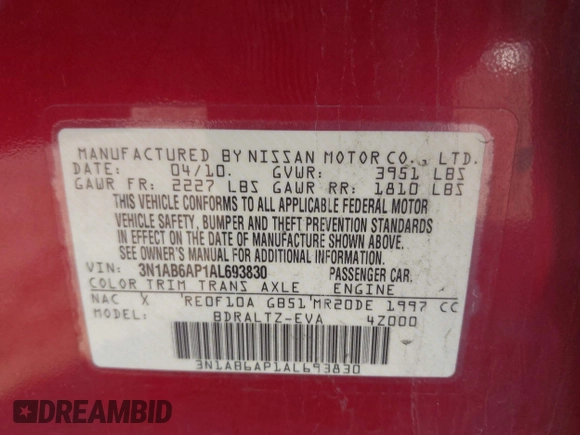 MANUFACTURED BY NISSAN MOTOR CO., LTD.
DATE: 04/10. GVWR: 3951 LBS
GAWR FR: 2227 LBS GAWR RR: 1810 LBS
THIS VEHICLE CONFORMS TO ALL APPLICABLE FEDERAL MOTOR
VEHICLE SAFETY, BUMPER AND THEFT PREVENTION STANDARDS
IN EFFECT ON THE DATE OF MANUFACTURE SHOWN ABOVE.
SEE OWNER'S MANUAL FOR ADDITIONAL INFORMATION.
VIN: 3N1AB6AP1AL693830 PASSENGER CAR.
COLOR TRIM TRANS AXLE ENGINE
NAC X RE0F10A GB51 MR20DE 1997 CC
MODEL: BDRALTZ-EVA 4Z000
3N1AB6AP1AL693830
DREAMBID